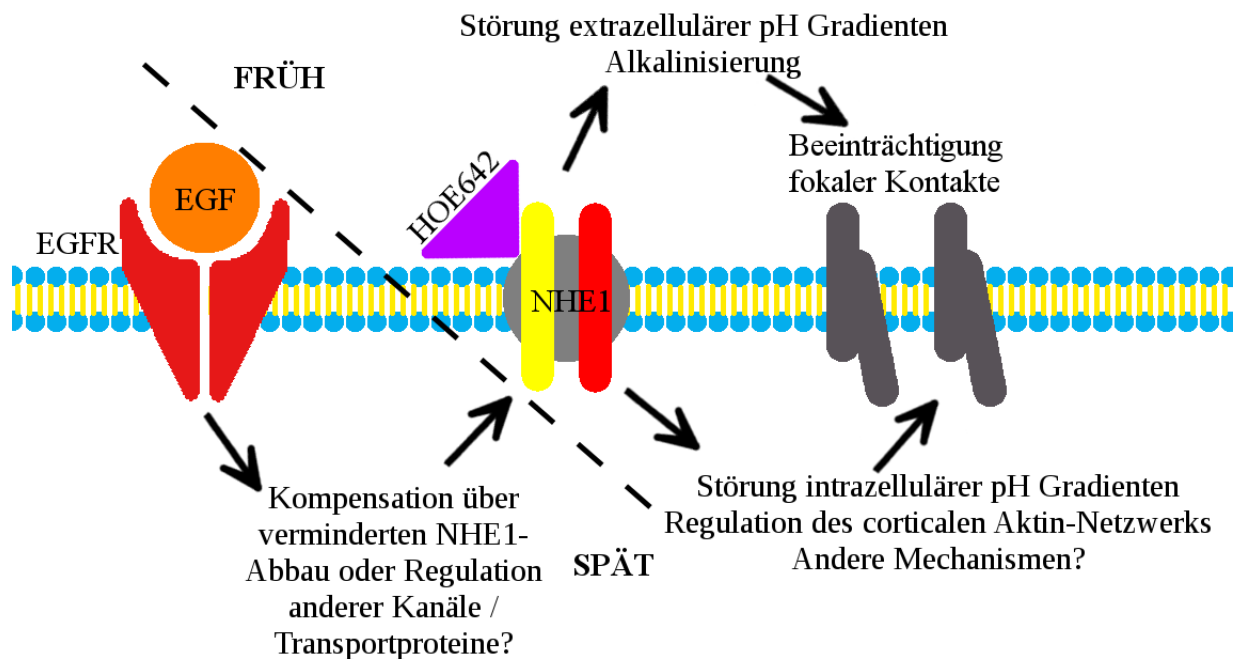 Störung extrazellulärer pH Gradienten
Alkalinisierung
FRÜH
Beeinträchtigung
fokaler Kontakte
HOE642
EGF
EGFR
NHE1
Störung intrazellulärer pH Gradienten
Regulation des corticalen Aktin-Netzwerks
Andere Mechanismen?
Kompensation über
verminderten NHE1-
Abbau oder Regulation
anderer Kanäle /
Transportproteine?
SPÄT